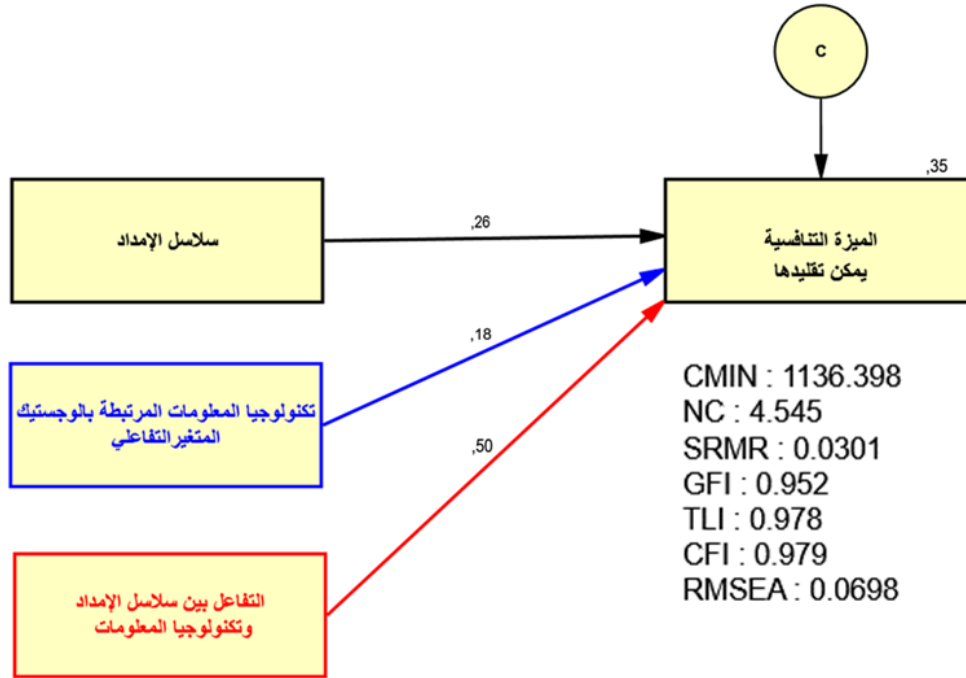 C
,35
سلاسل الإمداد
,26
الميزة التنافسية
يمكن تقليدها
,18
تكنولوجيا المعلومات المرتبطة بالوجستيك
المتغيرالتفاعلي
,50
التفاعل بين سلاسل الإمداد
وتكنولوجيا المعلومات
CMIN : 1136.398
NC : 4.545
SRMR : 0.0301
GFI : 0.952
TLI : 0.978
CFI : 0.979
RMSEA : 0.0698